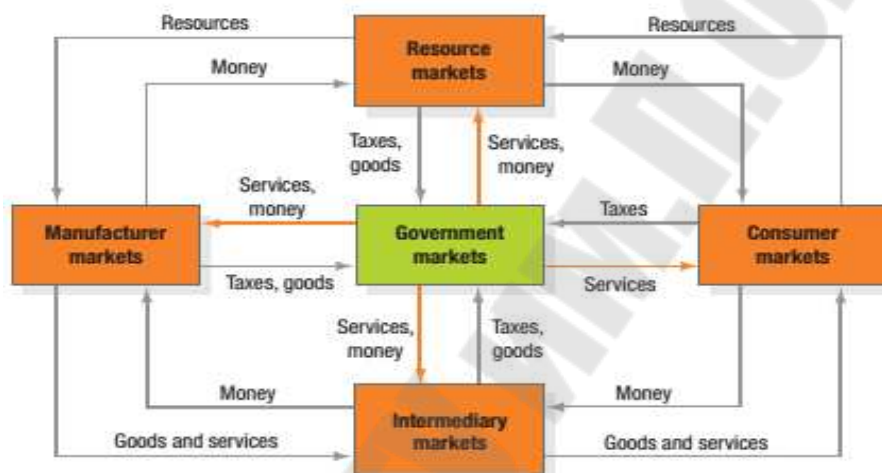 Resources
Resources
Resource
markets
Money
Money
Taxes,
goods
Services,
money
Services,
money
Taxes
Manufacturer
markets
Government
markets
Consumer
markets
Taxes, goods
Services
Services,
money
Taxes,
goods
Money
Money
Intermediary
markets
Goods and services
Goods and services